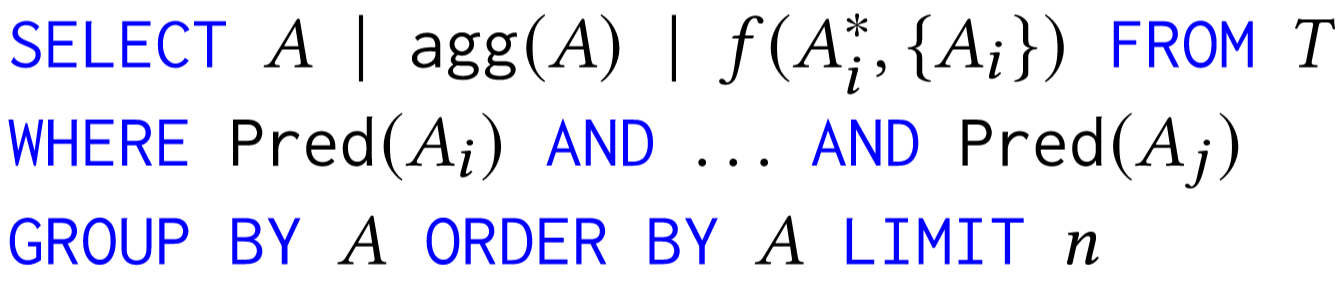 SELECT A | agg(A) | f(A_i^*, {A_i}) FROM T
WHERE Pred(A_i) AND ... AND Pred(A_j)
GROUP BY A ORDER BY A LIMIT n